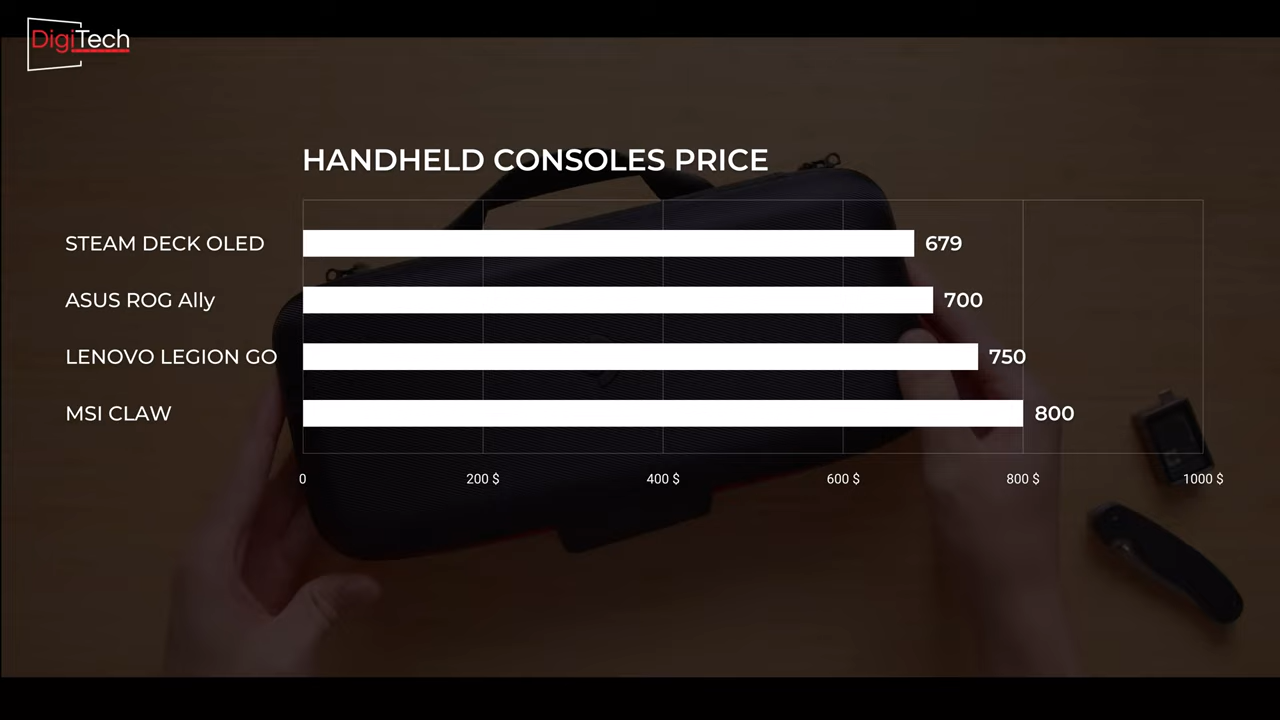 DigiTech
HANDHELD CONSOLES PRICE
STEAM DECK OLED 679
ASUS ROG Ally 700
LENOVO LEGION GO 750
MSI CLAW 800
0 200 $ 400 $ 600 $ 800 $ 1000 $